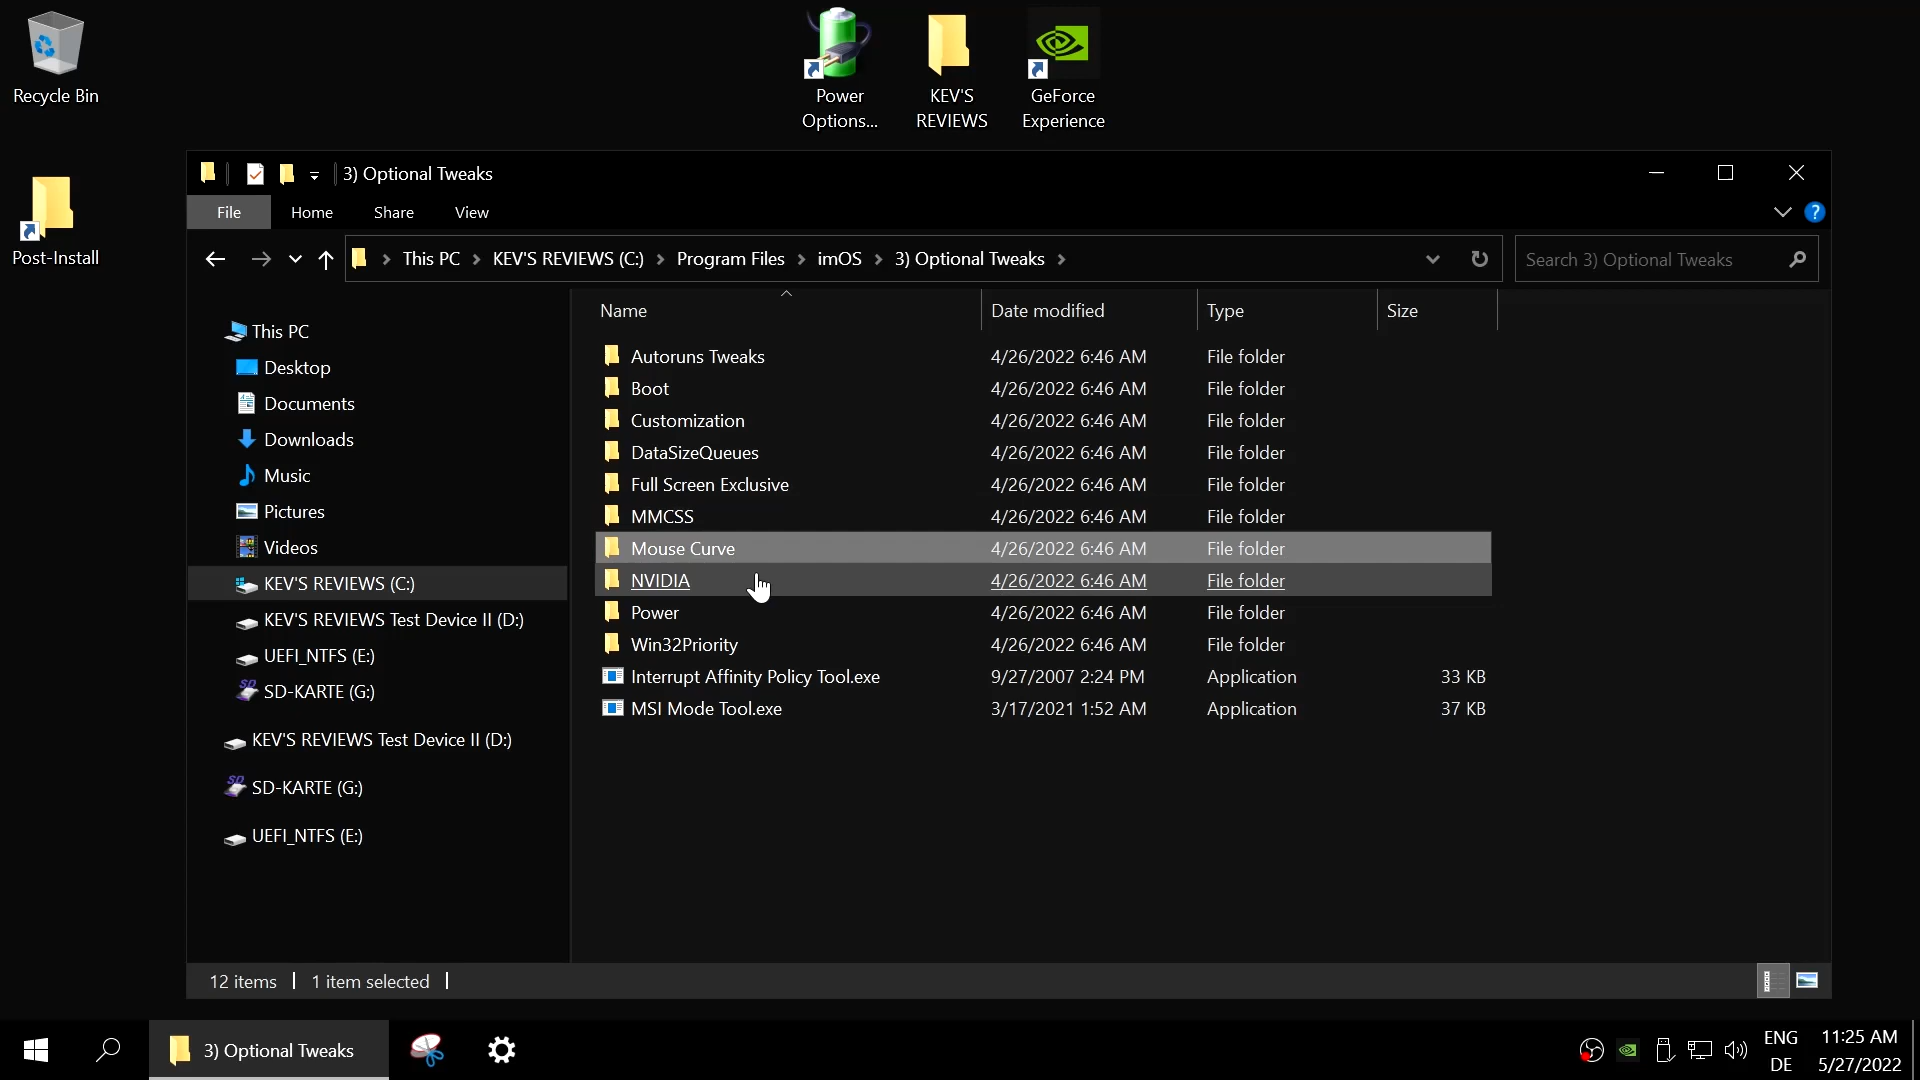 Recycle Bin
Power
Options...
KEV'S
REVIEWS
GeForce
Experience
Post-Install
3) Optional Tweaks
File
Home
Share
View
?
This PC
KEV'S REVIEWS (C:)
Program Files
imOS
3) Optional Tweaks
Search 3) Optional Tweaks
This PC
Desktop
Documents
Downloads
Music
Pictures
Videos
KEV'S REVIEWS (C:)
KEV'S REVIEWS Test Device II (D:)
UEFI_NTFS (E:)
SD-KARTE (G:)
KEV'S REVIEWS Test Device II (D:)
SD-KARTE (G:)
UEFI_NTFS (E:)
Name Date modified Type Size
Autoruns Tweaks 4/26/2022 6:46 AM File folder
Boot 4/26/2022 6:46 AM File folder
Customization 4/26/2022 6:46 AM File folder
DataSizeQueues 4/26/2022 6:46 AM File folder
Full Screen Exclusive 4/26/2022 6:46 AM File folder
MMCSS 4/26/2022 6:46 AM File folder
Mouse Curve 4/26/2022 6:46 AM File folder
NVIDIA 4/26/2022 6:46 AM File folder
Power 4/26/2022 6:46 AM File folder
Win32Priority 4/26/2022 6:46 AM File folder
Interrupt Affinity Policy Tool.exe 9/27/2007 2:24 PM Application 33 KB
MSI Mode Tool.exe 3/17/2021 1:52 AM Application 37 KB
12 items
1 item selected
3) Optional Tweaks
ENG
DE
11:25 AM
5/27/2022